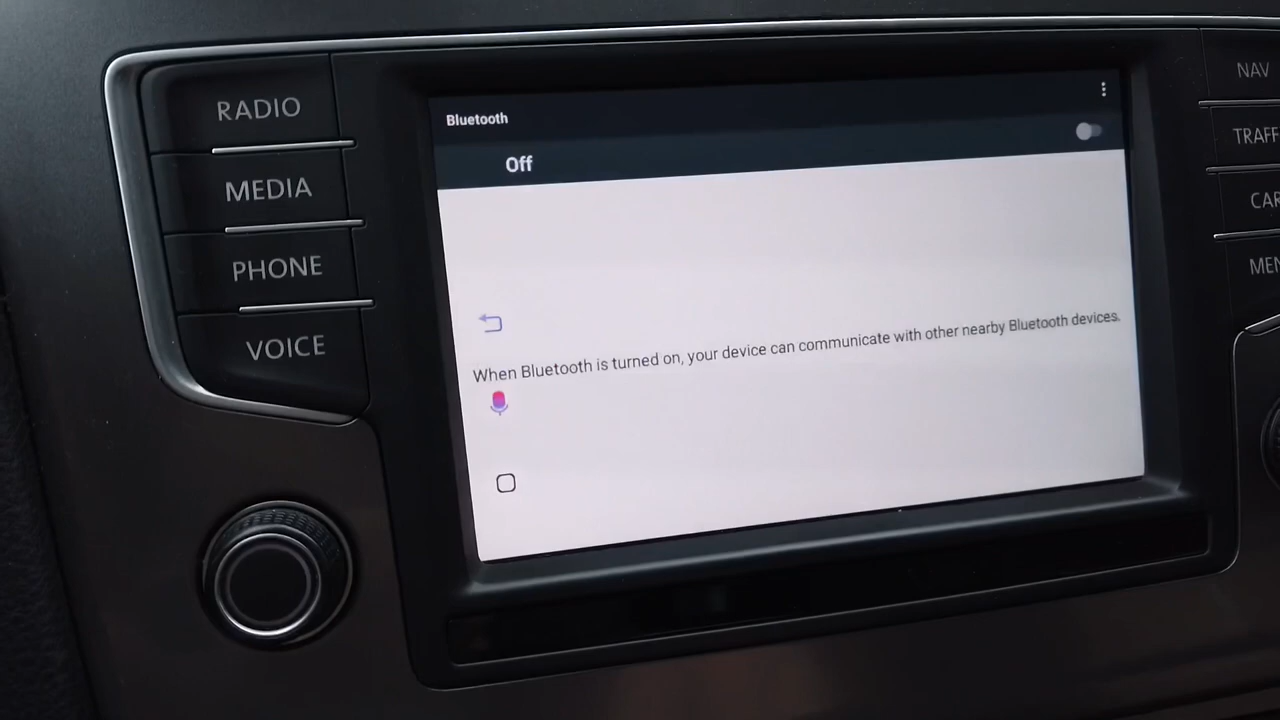 RADIO
MEDIA
PHONE
VOICE
Bluetooth
Off
When Bluetooth is turned on, your device can communicate with other nearby Bluetooth devices.
NAV
TRAFF
CAR
MEN